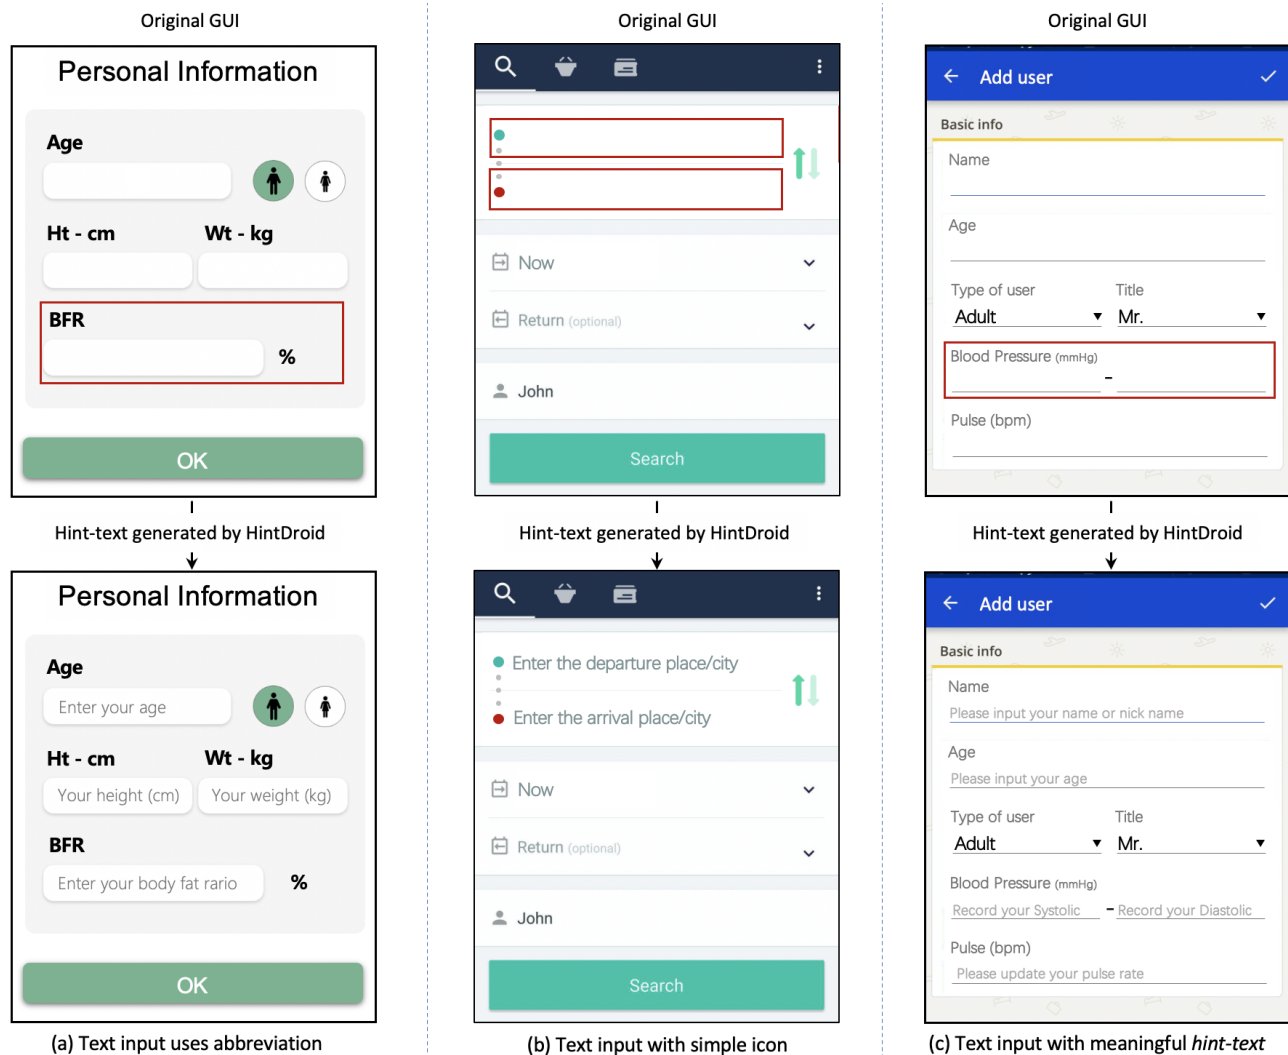 Original GUI
Personal Information
Age
Ht - cm Wt - kg
BFR
%
OK
Hint-text generated by HintDroid
Personal Information
Age
Enter your age
Ht - cm Wt - kg
Your height (cm) Your weight (kg)
BFR
Enter your body fat rario %
OK
(a) Text input uses abbreviation
Original GUI
Now
Return (optional)
John
Search
Hint-text generated by HintDroid
Enter the departure place/city
Enter the arrival place/city
Now
Return (optional)
John
Search
(b) Text input with simple icon
Original GUI
Add user
Basic info
Name
Age
Type of user Title
Adult Mr.
Blood Pressure (mmHg)
-
Pulse (bpm)
Hint-text generated by HintDroid
Add user
Basic info
Name
Please input your name or nick name
Age
Please input your age
Type of user Title
Adult Mr.
Blood Pressure (mmHg)
Record your Systolic - Record your Diastolic
Pulse (bpm)
Please update your pulse rate
(c) Text input with meaningful hint-text